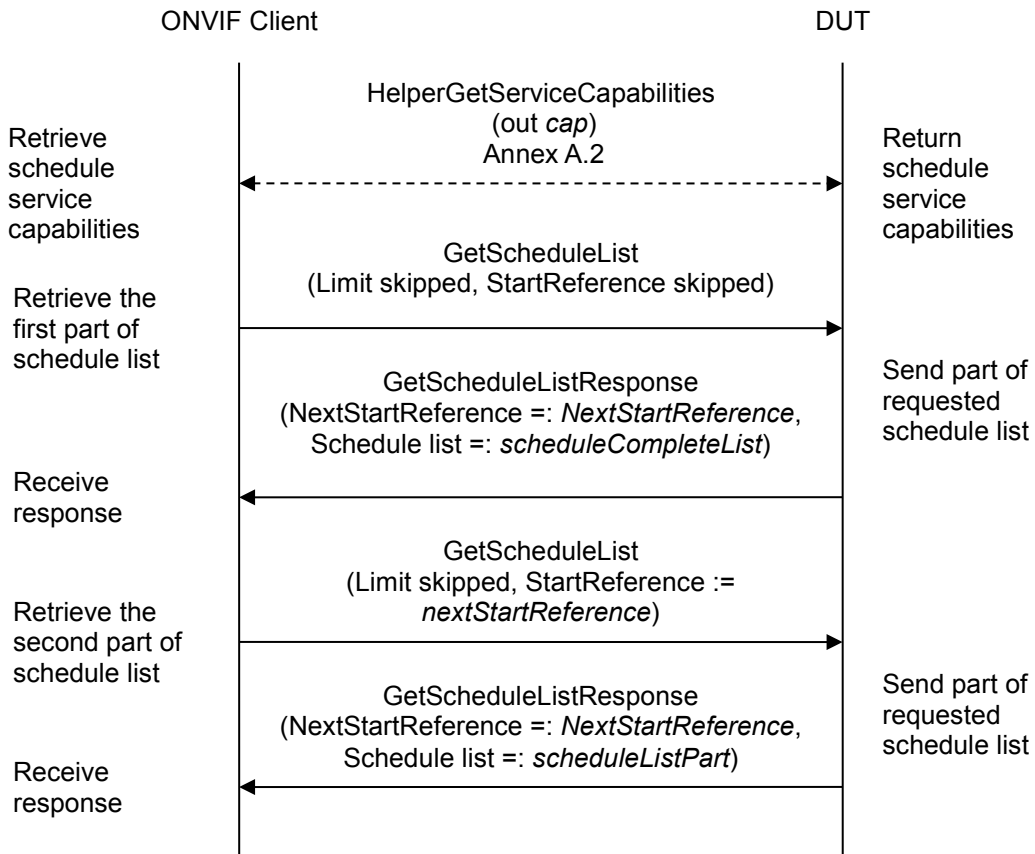 ONVIF Client
DUT
HelperGetServiceCapabilities
(out cap)
Annex A.2
Retrieve
schedule
service
capabilities
Return
schedule
service
capabilities
GetScheduleList
(Limit skipped, StartReference skipped)
Retrieve the
first part of
schedule list
GetScheduleListResponse
(NextStartReference =: NextStartReference,
Schedule list =: scheduleCompleteList)
Send part of
requested
schedule list
Receive
response
GetScheduleList
(Limit skipped, StartReference :=
nextStartReference)
Retrieve the
second part of
schedule list
GetScheduleListResponse
(NextStartReference =: NextStartReference,
Schedule list =: scheduleListPart)
Send part of
requested
schedule list
Receive
response